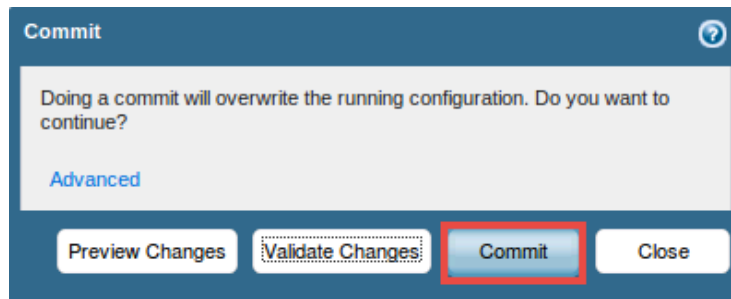 Commit
?
Doing a commit will overwrite the running configuration. Do you want to
continue?
Advanced
Preview Changes Validate Changes Commit Close